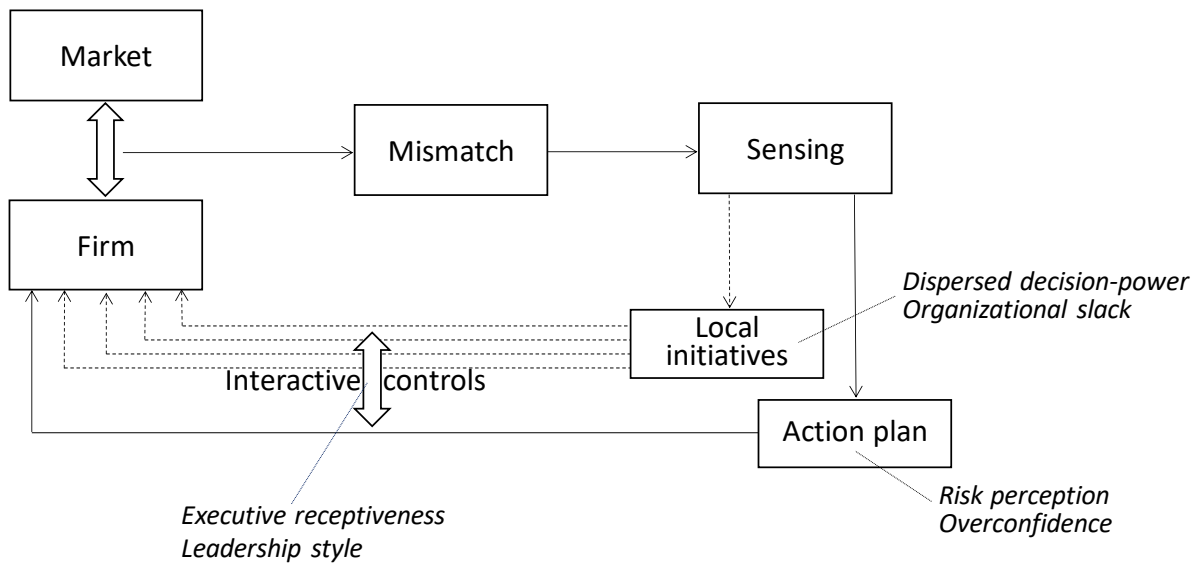 Market
Mismatch
Sensing
Firm
Dispersed decision-power
Organizational slack
Local
initiatives
Interactive controls
Action plan
Risk perception
Overconfidence
Executive receptiveness
Leadership style